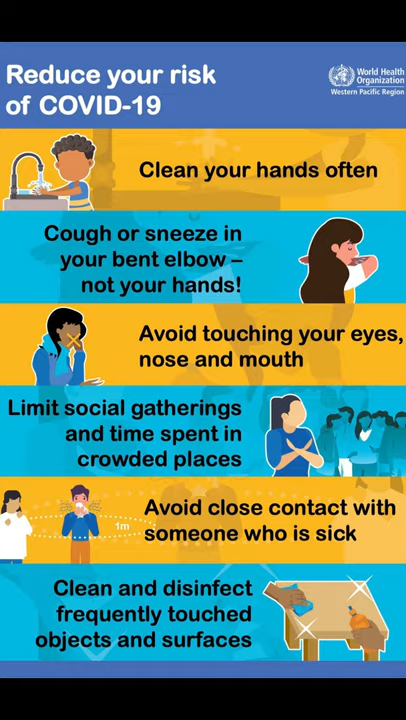 Reduce your risk
of COVID-19
World Health
Organization
Western Pacific Region
Clean your hands often
Cough or sneeze in
your bent elbow –
not your hands!
Avoid touching your eyes,
nose and mouth
Limit social gatherings
and time spent in
crowded places
1m
Avoid close contact with
someone who is sick
Clean and disinfect
frequently touched
objects and surfaces